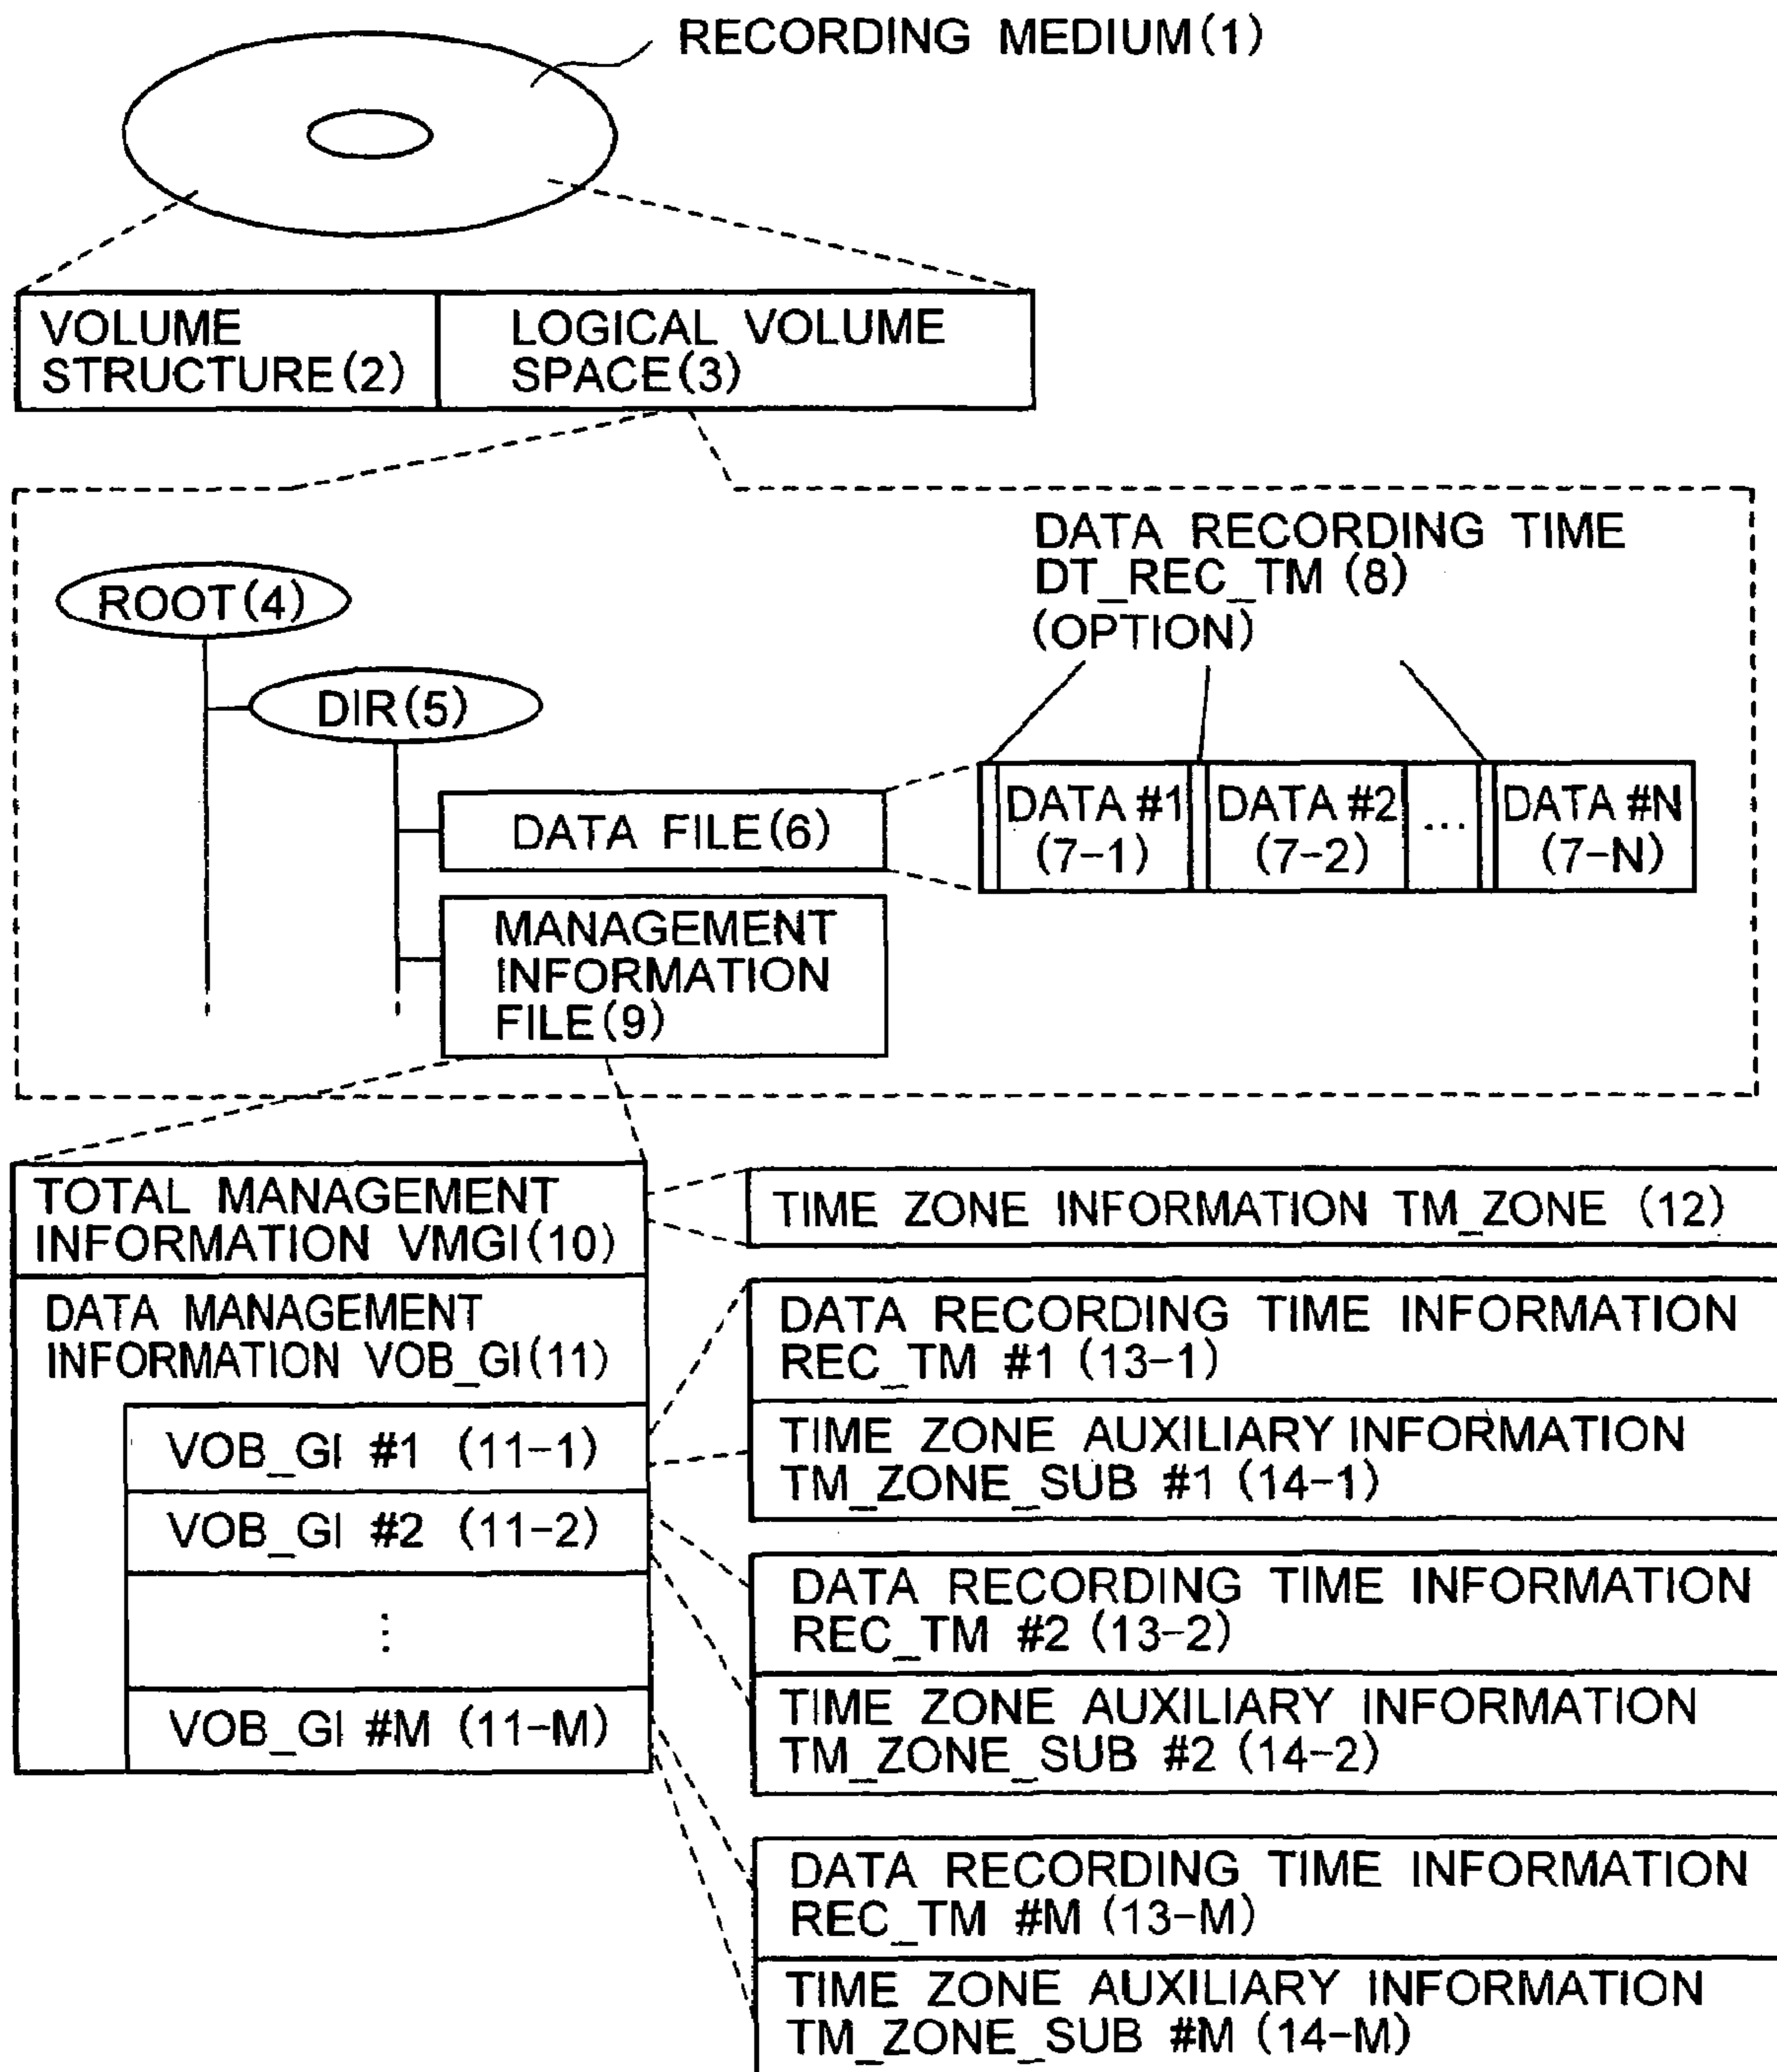 RECORDING MEDIUM(1)
VOLUME
STRUCTURE(2)
LOGICAL VOLUME
SPACE(3)
DATA RECORDING TIME
DT_REC_TM (8)
(OPTION)
ROOT(4)
DIR(5)
DATA FILE(6)
DATA #1
(7-1)
DATA #2
(7-2)
...
DATA #N
(7-N)
MANAGEMENT
INFORMATION
FILE(9)
TOTAL MANAGEMENT
INFORMATION VMGI(10)
TIME ZONE INFORMATION TM_ZONE (12)
DATA MANAGEMENT
INFORMATION VOB_GI(11)
VOB_GI #1 (11-1)
VOB_GI #2 (11-2)
⋮
VOB_GI #M (11-M)
DATA RECORDING TIME INFORMATION
REC_TM #1 (13-1)
TIME ZONE AUXILIARY INFORMATION
TM_ZONE_SUB #1 (14-1)
DATA RECORDING TIME INFORMATION
REC_TM #2 (13-2)
TIME ZONE AUXILIARY INFORMATION
TM_ZONE_SUB #2 (14-2)
DATA RECORDING TIME INFORMATION
REC_TM #M (13-M)
TIME ZONE AUXILIARY INFORMATION
TM_ZONE_SUB #M (14-M)